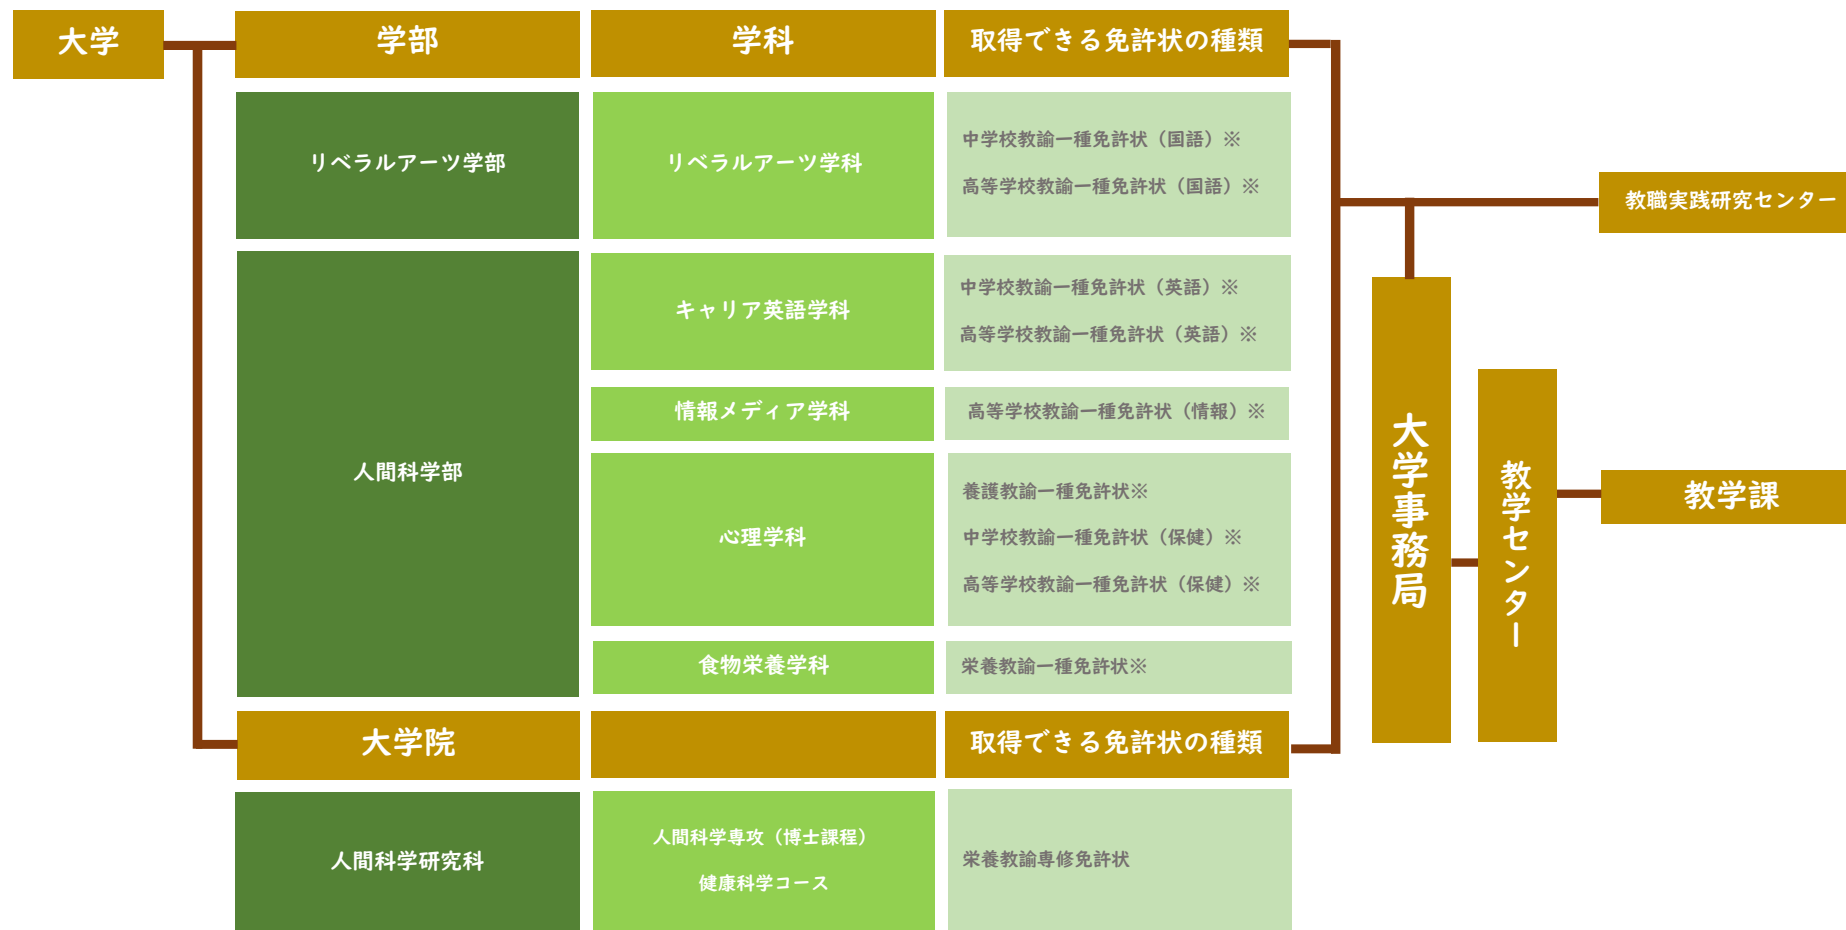 大学
学部
学科
取得できる免許状の種類
リベラルアーツ学部
リベラルアーツ学科
中学校教諭一種免許状（国語）※
高等学校教諭一種免許状（国語）※
人間科学部
キャリア英語学科
中学校教諭一種免許状（英語）※
高等学校教諭一種免許状（英語）※
情報メディア学科
高等学校教諭一種免許状（情報）※
心理学科
養護教諭一種免許状※
中学校教諭一種免許状（保健）※
高等学校教諭一種免許状（保健）※
食物栄養学科
栄養教諭一種免許状※
大学院
取得できる免許状の種類
人間科学研究科
人間科学専攻（博士課程）
健康科学コース
栄養教諭専修免許状
教職実践研究センター
大学事務局
教学センター
教学課